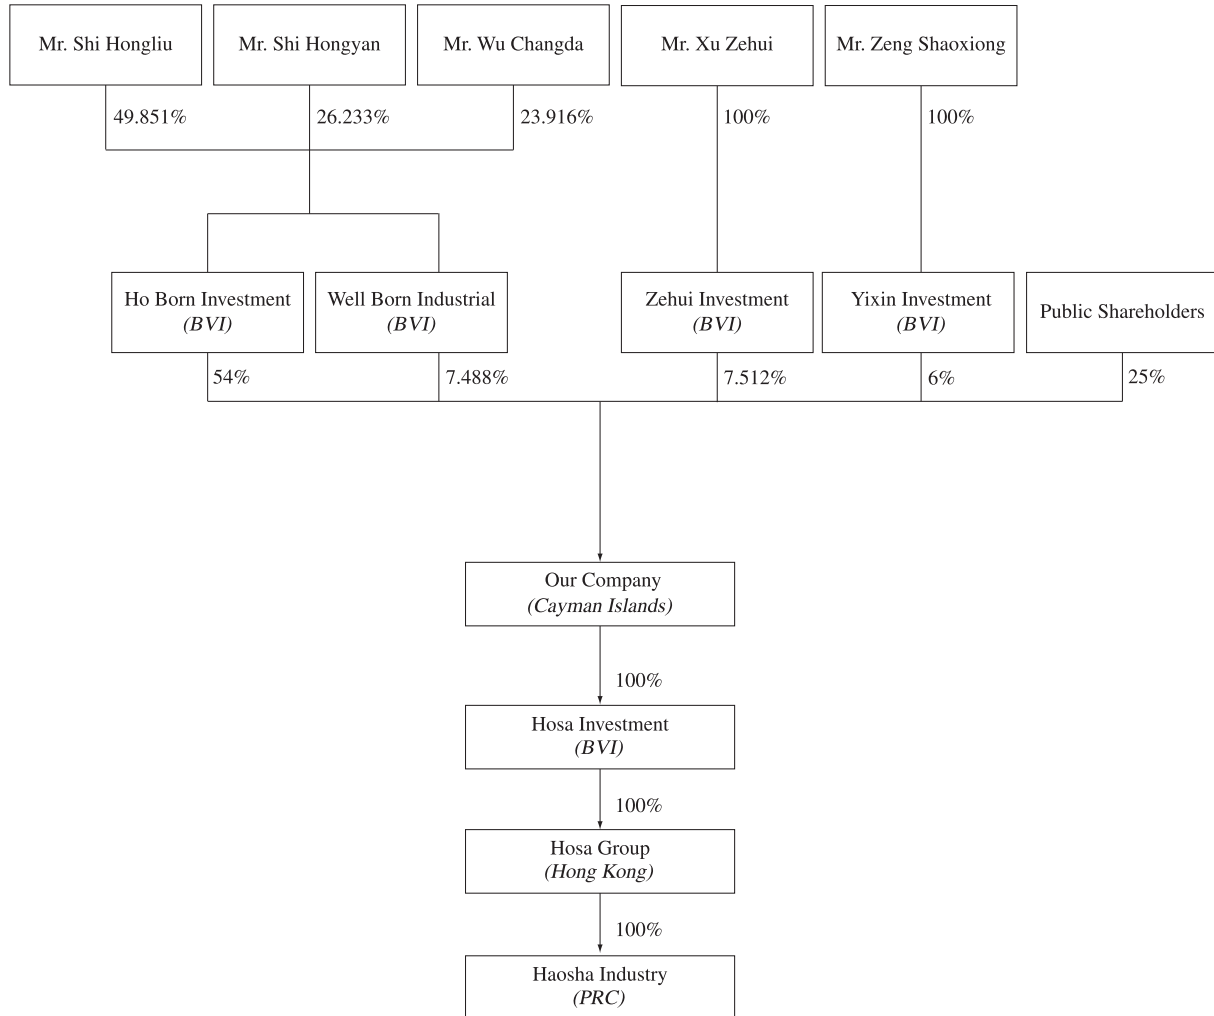 Mr. Shi Hongliu
Mr. Shi Hongyan
Mr. Wu Changda
Mr. Xu Zehui
Mr. Zeng Shaoxiong
49.851%
26.233%
23.916%
100%
100%
Ho Born Investment
(BVI)
Well Born Industrial
(BVI)
Zehui Investment
(BVI)
Yixin Investment
(BVI)
Public Shareholders
54%
7.488%
7.512%
6%
25%
Our Company
(Cayman Islands)
100%
Hosa Investment
(BVI)
100%
Hosa Group
(Hong Kong)
100%
Haosha Industry
(PRC)